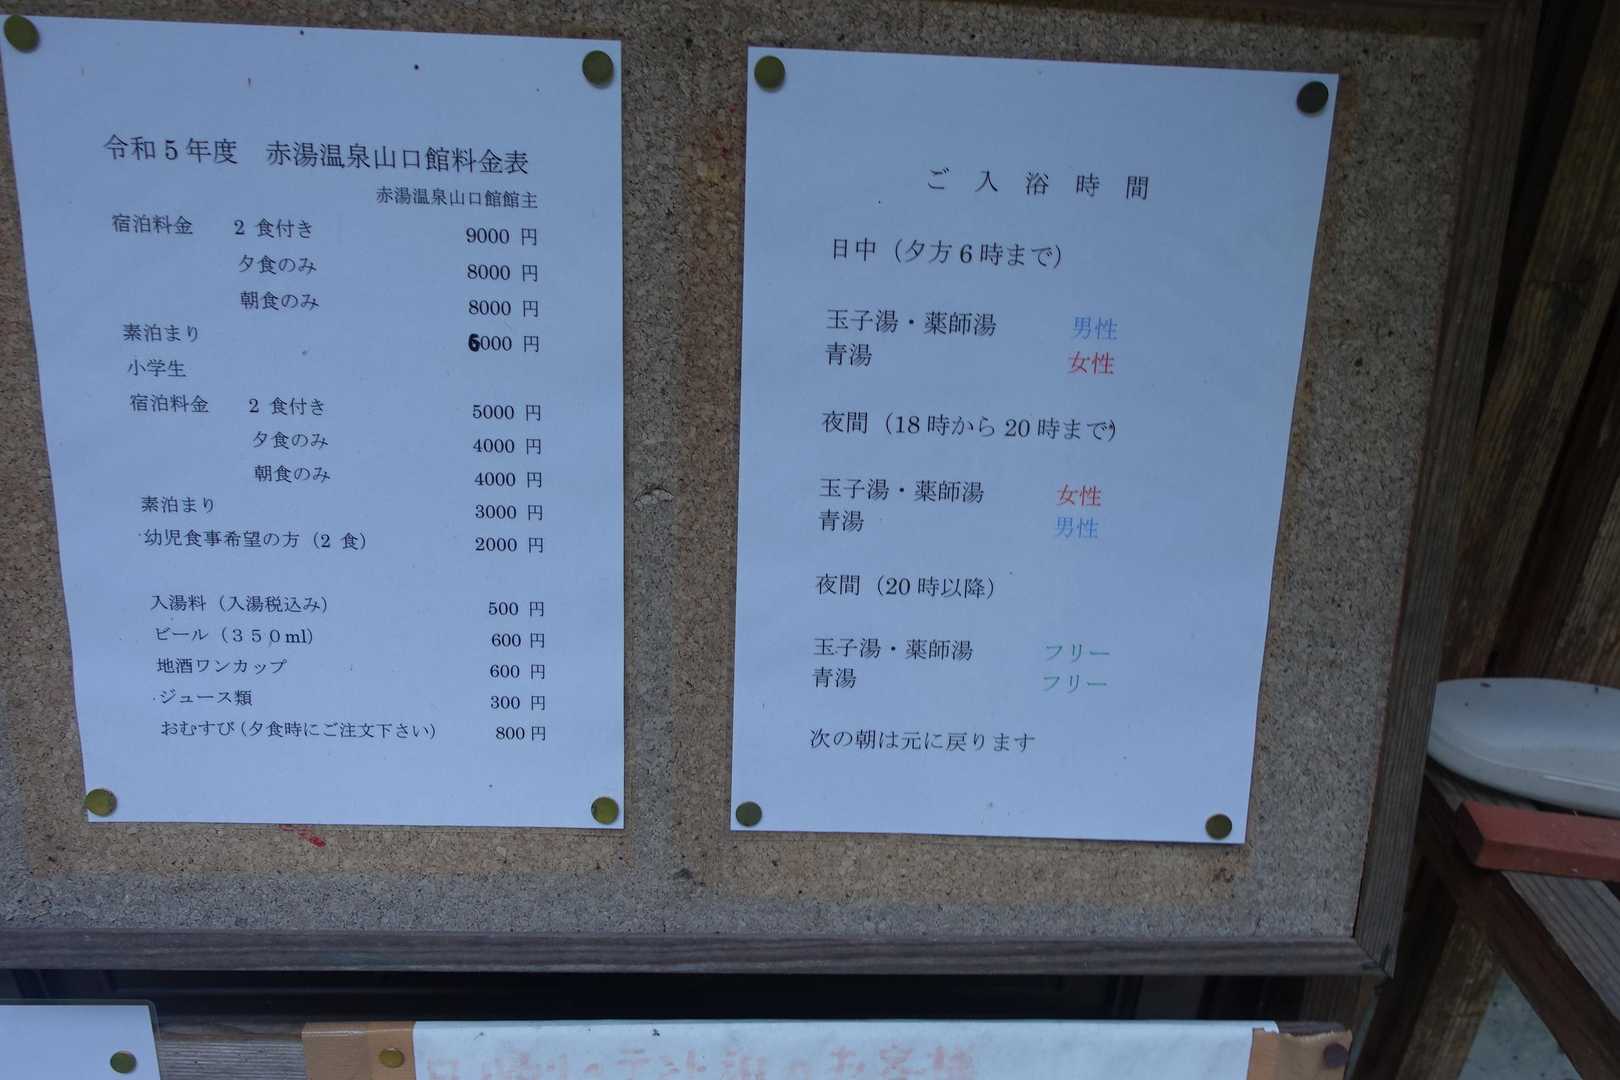 令和5年度　赤湯温泉山口館料金表
赤湯温泉山口館館主
宿泊料金　2 食付き　9000 円
夕食のみ　8000 円
朝食のみ　8000 円
素泊まり　6000 円
小学生
宿泊料金　2 食付き　5000 円
夕食のみ　4000 円
朝食のみ　4000 円
素泊まり　3000 円
幼児食事希望の方（2 食）　2000 円
入湯料（入湯税込み）　500 円
ビール（３５０ml）　600 円
地酒ワンカップ　600 円
ジュース類　300 円
おむすび（夕食時にご注文下さい）　800 円
ご 入 浴 時 間
日中（夕方 6 時まで）
玉子湯・薬師湯　男性
青湯　女性
夜間（18 時から 20 時まで）
玉子湯・薬師湯　女性
青湯　男性
夜間（20 時以降）
玉子湯・薬師湯　フリー
青湯　フリー
次の朝は元に戻ります